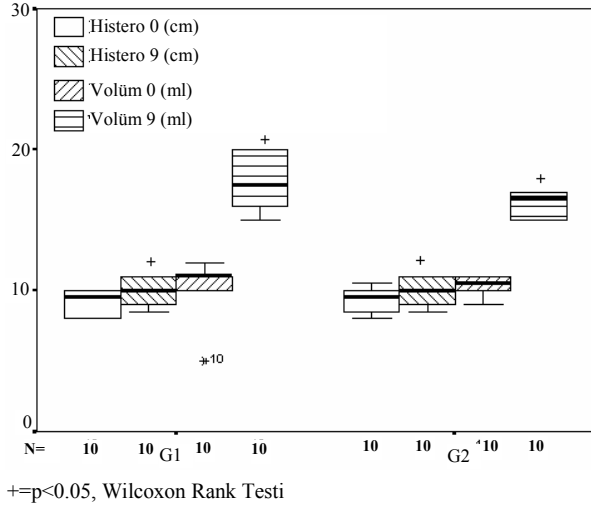 30
Histero 0 (cm)
Histero 9 (cm)
Volüm 0 (ml)
Volüm 9 (ml)
+
20
+
+
+
10
10
0
N= 10 10 10 10 10 10 10 10
G1 G2
+=p<0.05, Wilcoxon Rank Testi